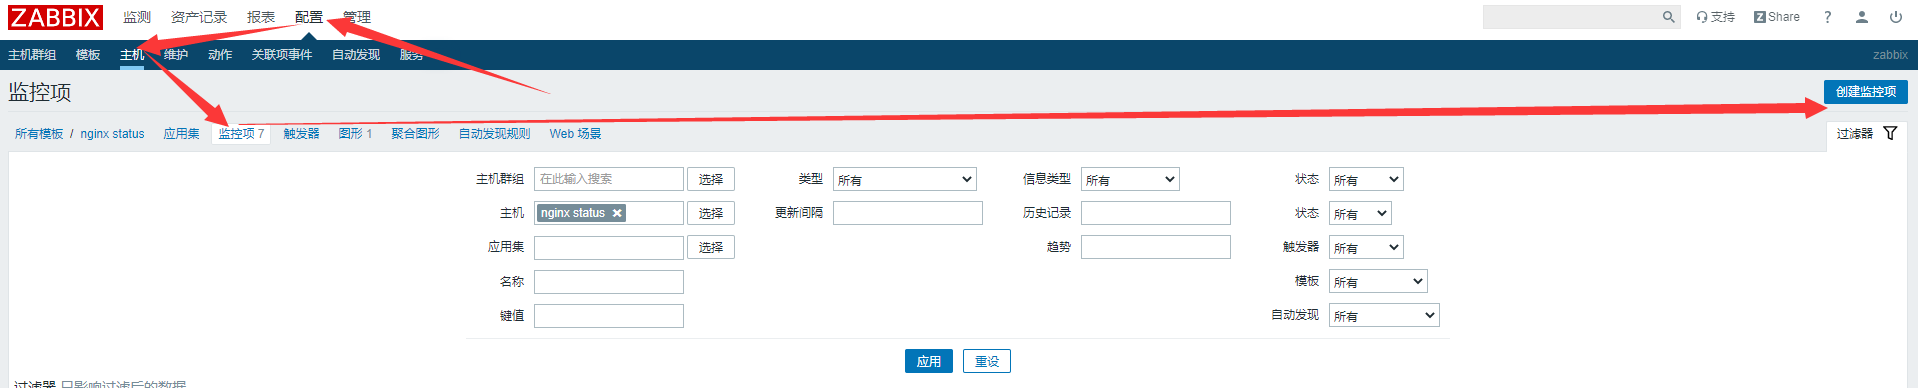 ZABBIX 监测 资产记录 报表 配置 管理 支持 Share ?
主机群组 模板 主机 维护 动作 关联项事件 自动发现 服务 zabbix
监控项 创建监控项
所有模板 / nginx status 应用集 监控项 7 触发器 图形 1 聚合图形 自动发现规则 Web 场景 过滤器
主机群组 在此输入搜索 选择 类型 所有 信息类型 所有 状态 所有
主机 nginx status 选择 更新间隔 历史记录 状态 所有
应用集 选择 趋势 触发器 所有
名称 模板 所有
键值 自动发现 所有
应用 重设
过滤器 只影响过滤后的数据